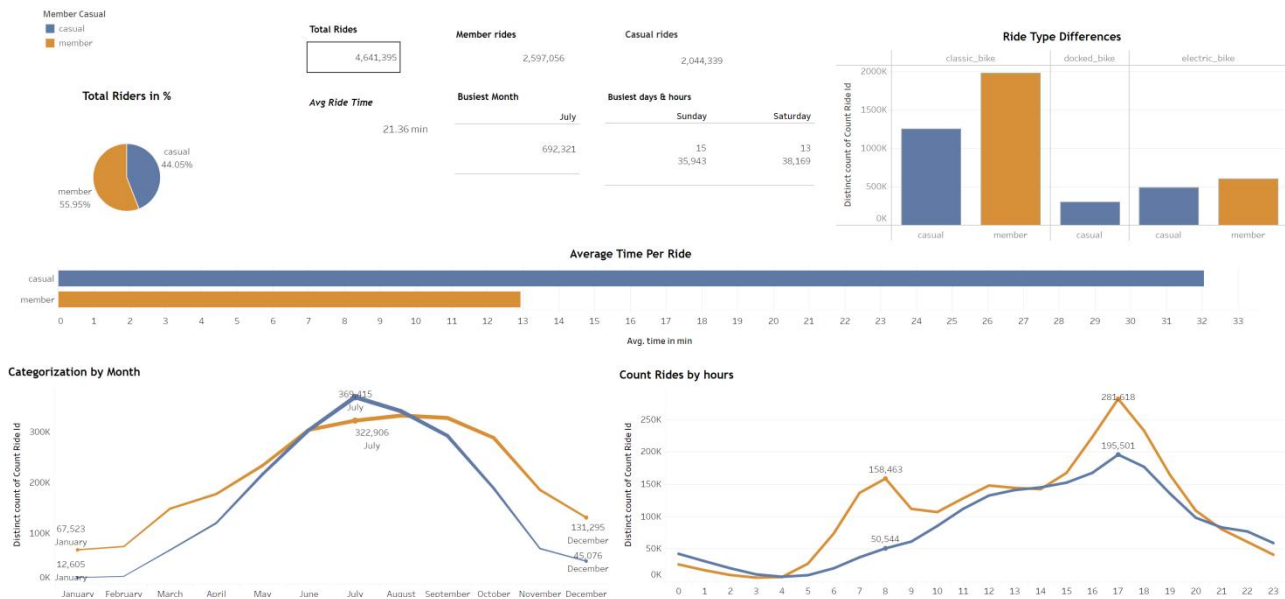 Member Casual
casual
member
Total Rides
4,641,395
Member rides
2,597,056
Casual rides
2,044,339
Total Riders in %
casual
44.05%
member
55.95%
Avg Ride Time
21.36 min
Busiest Month
July
692,321
Busiest days & hours
Sunday Saturday
15 13
35,943 38,169
Ride Type Differences
classic_bike docked_bike electric_bike
Distinct count of Count Ride Id
2000K
1500K
1000K
500K
0K
casual member casual casual member
Average Time Per Ride
casual
member
0 1 2 3 4 5 6 7 8 9 10 11 12 13 14 15 16 17 18 19 20 21 22 23 24 25 26 27 28 29 30 31 32 33
Avg. time in min
Categorization by Month
Distinct count of Count Ride Id
300K
200K
100K
0K
369,415
July
322,906
July
67,523
January
12,605
January
131,295
December
45,076
December
January February March April May June July August September October November December
Count Rides by hours
Distinct count of Count Ride Id
250K
200K
150K
100K
50K
0K
281,618
195,501
158,463
50,544
0 1 2 3 4 5 6 7 8 9 10 11 12 13 14 15 16 17 18 19 20 21 22 23